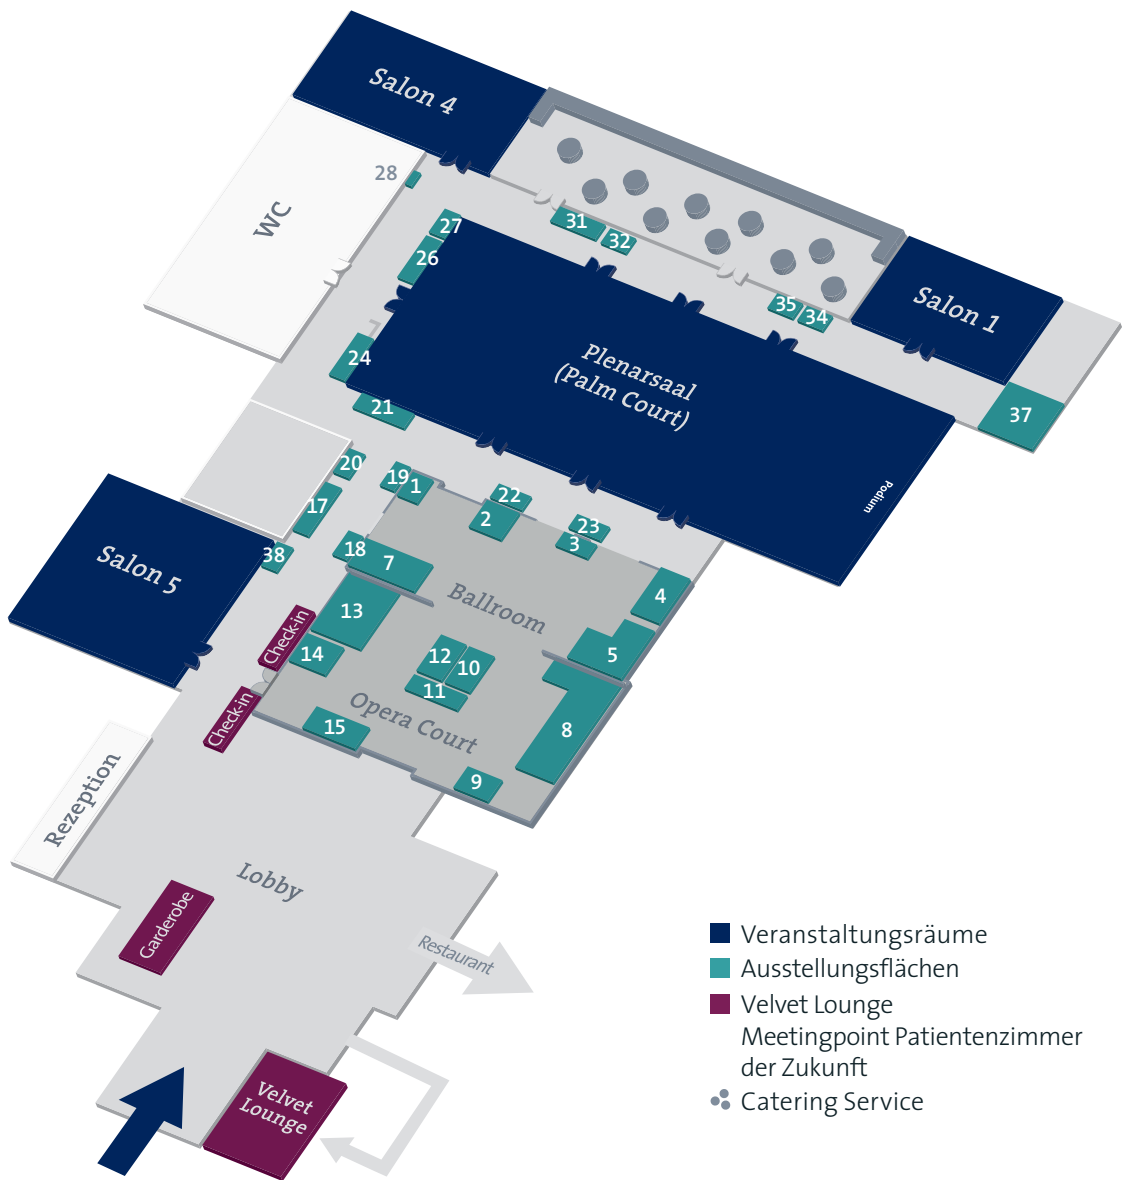 Salon 4
28
WC
27
26
31
32
35
34
Salon 1
37
Plenarsaal
(Palm Court)
Podium
24
21
20
19
1
22
2
23
3
17
38
18
7
Salon 5
Ballroom
4
5
13
14
12
10
11
Check-in
Check-in
Opera Court
15
8
9
Rezeption
Lobby
Garderobe
Restaurant
Velvet
Lounge
Veranstaltungsräume
Ausstellungsflächen
Velvet Lounge
Meetingpoint Patientenzimmer
der Zukunft
Catering Service